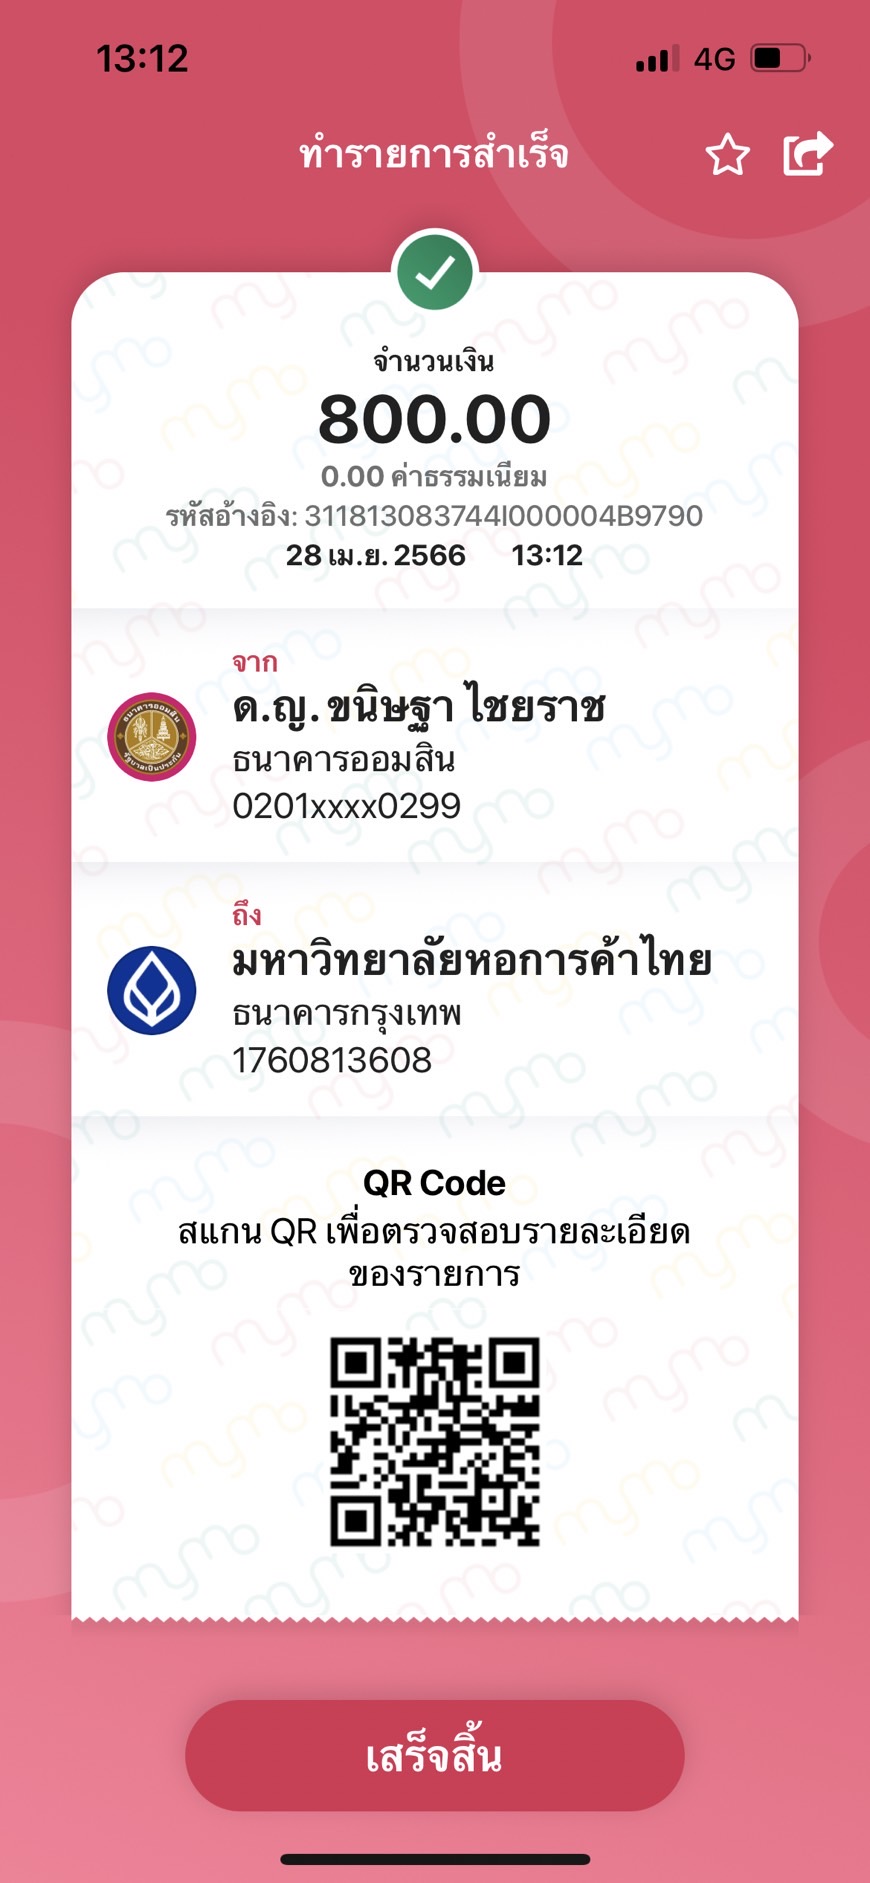 13:12
4G
ทำรายการสำเร็จ
จำนวนเงิน
800.00
0.00 ค่าธรรมเนียม
รหัสอ้างอิง: 311813083744I000004B9790
28 เม.ย. 2566 13:12
จาก
ด.ญ. ขนิษฐา ไชยราช
ธนาคารออมสิน
0201xxxx0299
ถึง
มหาวิทยาลัยหอการค้าไทย
ธนาคารกรุงเทพ
1760813608
QR Code
สแกน QR เพื่อตรวจสอบรายละเอียด
ของรายการ
เสร็จสิ้น